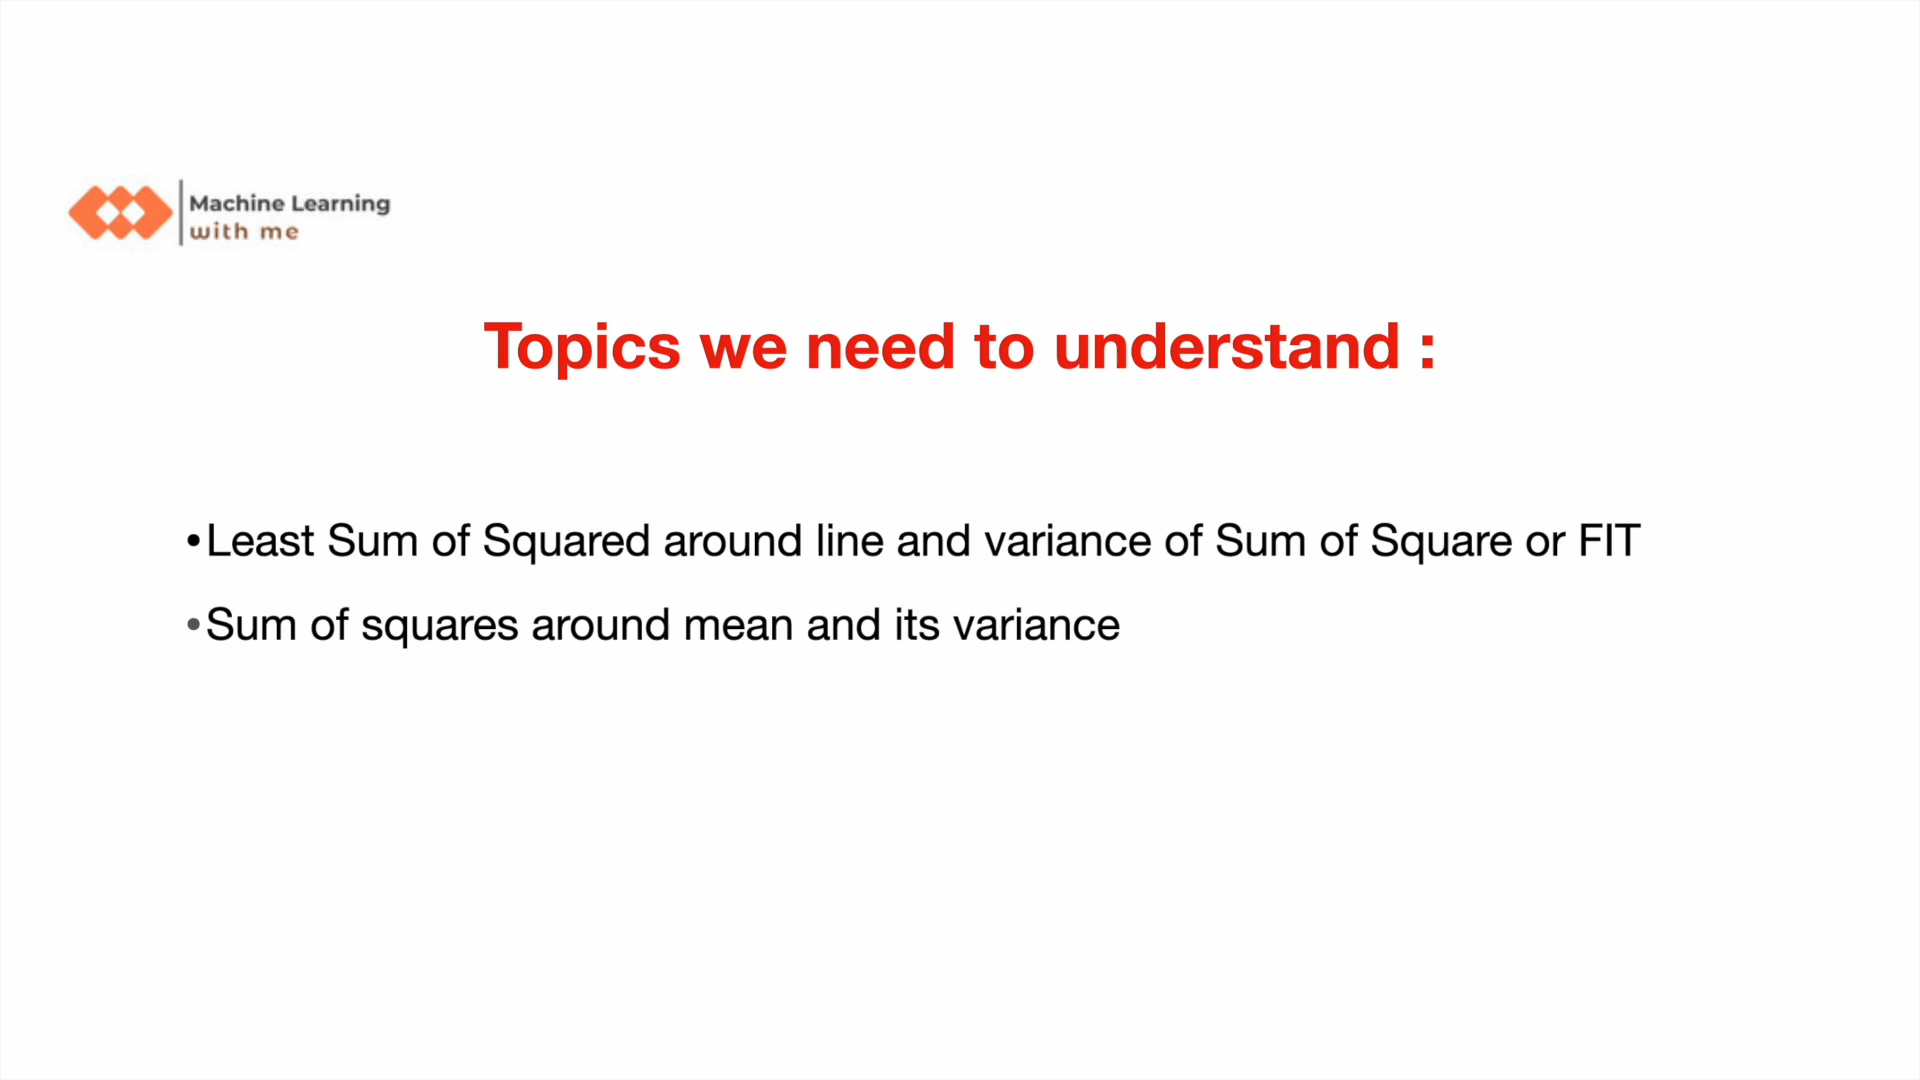 Machine Learning
with me
Topics we need to understand :
•Least Sum of Squared around line and variance of Sum of Square or FIT
•Sum of squares around mean and its variance